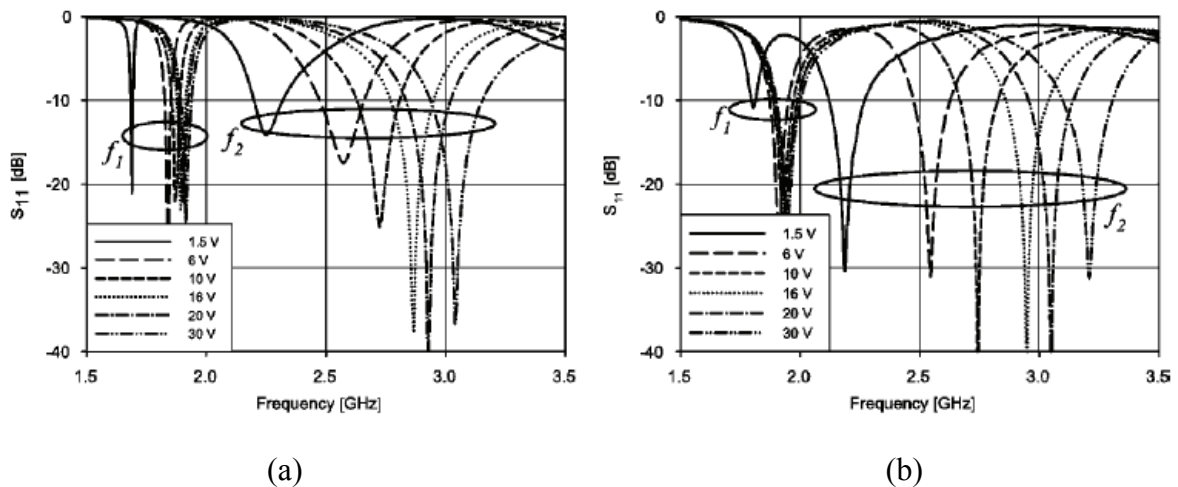 0
-10
-20
-30
-40
S11 [dB]
f1
f2
1.5 V
6 V
10 V
16 V
20 V
30 V
1.5 2.0 2.5 3.0 3.5
Frequency [GHz]
(a)
0
-10
-20
-30
-40
S11 [dB]
f1
f2
1.5 V
6 V
10 V
16 V
20 V
30 V
1.5 2.0 2.5 3.0 3.5
Frequency [GHz]
(b)